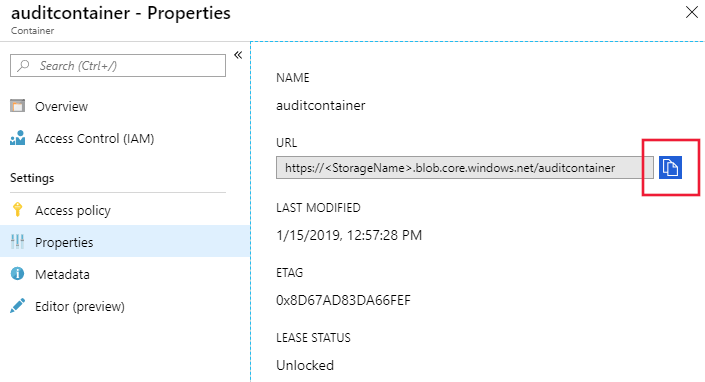 auditcontainer - Properties
Container
Search (Ctrl+/)
Overview
Access Control (IAM)
Settings
Access policy
Properties
Metadata
Editor (preview)
NAME
auditcontainer
URL
https://<StorageName>.blob.core.windows.net/auditcontainer
LAST MODIFIED
1/15/2019, 12:57:28 PM
ETAG
0x8D67AD83DA66FEF
LEASE STATUS
Unlocked